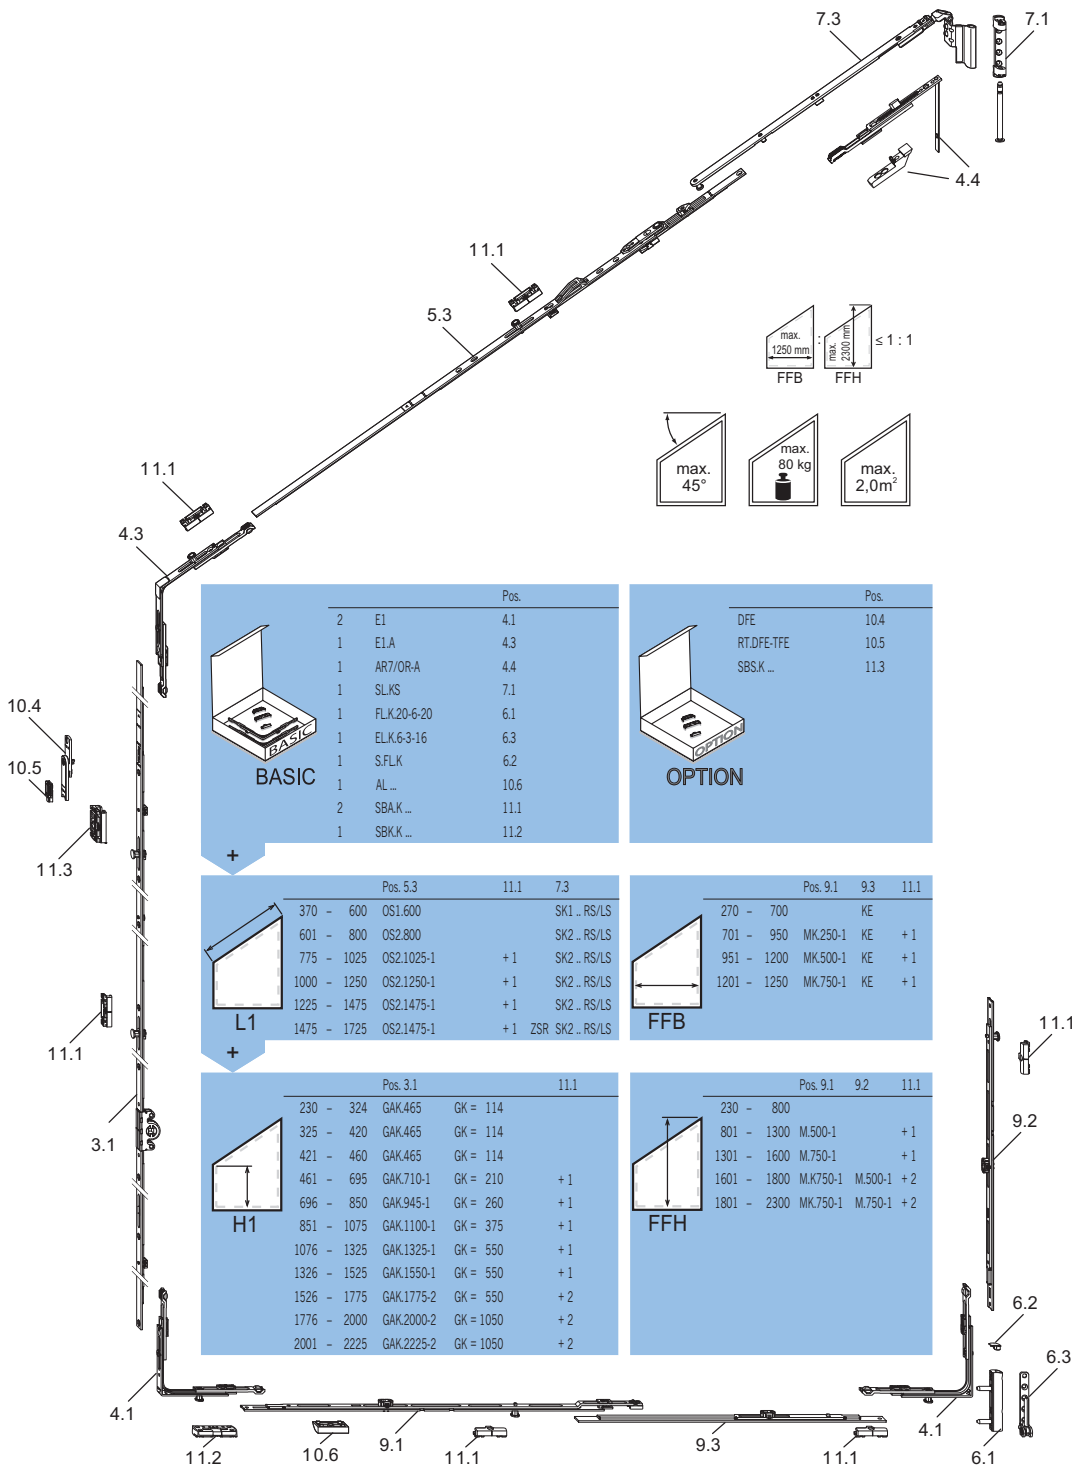 7.3
7.1
4.4
11.1
5.3
max.
1250 mm
FFB
:
max.
2300 mm
FFH
≤ 1 : 1
11.1
4.3
max.
45°
max.
80 kg
max.
2,0m²
Pos.
2 E1 4.1
1 E1.A 4.3
1 AR7/OR-A 4.4
1 SL.KS 7.1
1 FL.K.20-6-20 6.1
1 EL.K.6-3-16 6.3
1 S.FL.K 6.2
1 AL ... 10.6
2 SBA.K ... 11.1
1 SBK.K ... 11.2
BASIC
BASIC
+
Pos.
DFE 10.4
RT.DFE-TFE 10.5
SBS.K ... 11.3
OPTION
OPTION
10.4
10.5
11.3
Pos. 5.3 11.1 7.3
370 – 600 OS1.600 SK1 .. RS/LS
601 – 800 OS2.800 SK2 .. RS/LS
775 – 1025 OS2.1025-1 + 1 SK2 .. RS/LS
1000 – 1250 OS2.1250-1 + 1 SK2 .. RS/LS
1225 – 1475 OS2.1475-1 + 1 SK2 .. RS/LS
1475 – 1725 OS2.1475-1 + 1 ZSR SK2 .. RS/LS
L1
+
Pos. 9.1 9.3 11.1
270 – 700 KE
701 – 950 MK.250-1 KE + 1
951 – 1200 MK.500-1 KE + 1
1201 – 1250 MK.750-1 KE + 1
FFB
11.1
11.1
Pos. 3.1 11.1
230 – 324 GAK.465 GK = 114
325 – 420 GAK.465 GK = 114
421 – 460 GAK.465 GK = 114
461 – 695 GAK.710-1 GK = 210 + 1
696 – 850 GAK.945-1 GK = 260 + 1
851 – 1075 GAK.1100-1 GK = 375 + 1
1076 – 1325 GAK.1325-1 GK = 550 + 1
1326 – 1525 GAK.1550-1 GK = 550 + 1
1526 – 1775 GAK.1775-2 GK = 550 + 2
1776 – 2000 GAK.2000-2 GK = 1050 + 2
2001 – 2225 GAK.2225-2 GK = 1050 + 2
H1
Pos. 9.1 9.2 11.1
230 – 800
801 – 1300 M.500-1 + 1
1301 – 1600 M.750-1 + 1
1601 – 1800 M.K750-1 M.500-1 + 2
1801 – 2300 MK.750-1 M.750-1 + 2
FFH
3.1
9.2
6.2
6.3
4.1
11.2
10.6
9.1
11.1
9.3
11.1
4.1
6.1